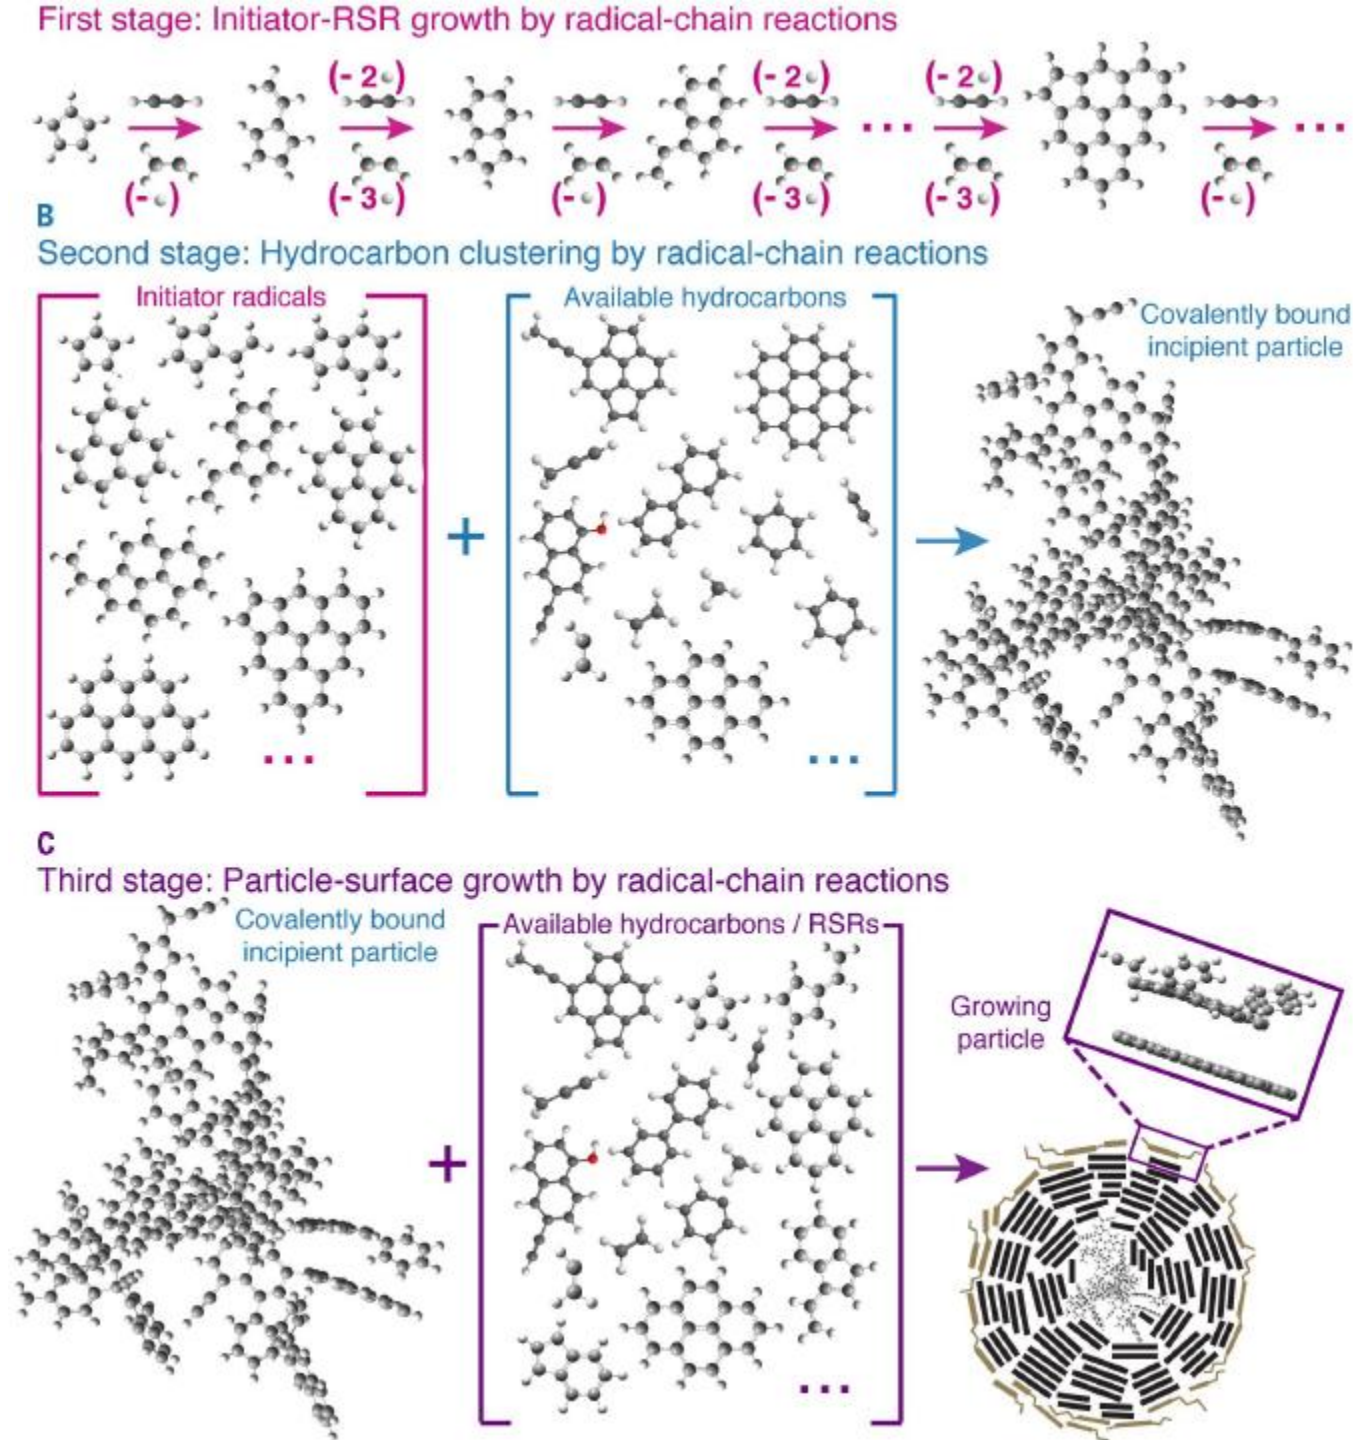 First stage: Initiator-RSR growth by radical-chain reactions
(- 2 ) (- 2 ) (- 2 )
... ...
(- ) (- 3 ) (- ) (- 3 ) (- 3 ) (- )
B
Second stage: Hydrocarbon clustering by radical-chain reactions
Initiator radicals
Available hydrocarbons
Covalently bound
incipient particle
+
... ...
C
Third stage: Particle-surface growth by radical-chain reactions
Covalently bound
incipient particle
Available hydrocarbons / RSRs
Growing
particle
+
...